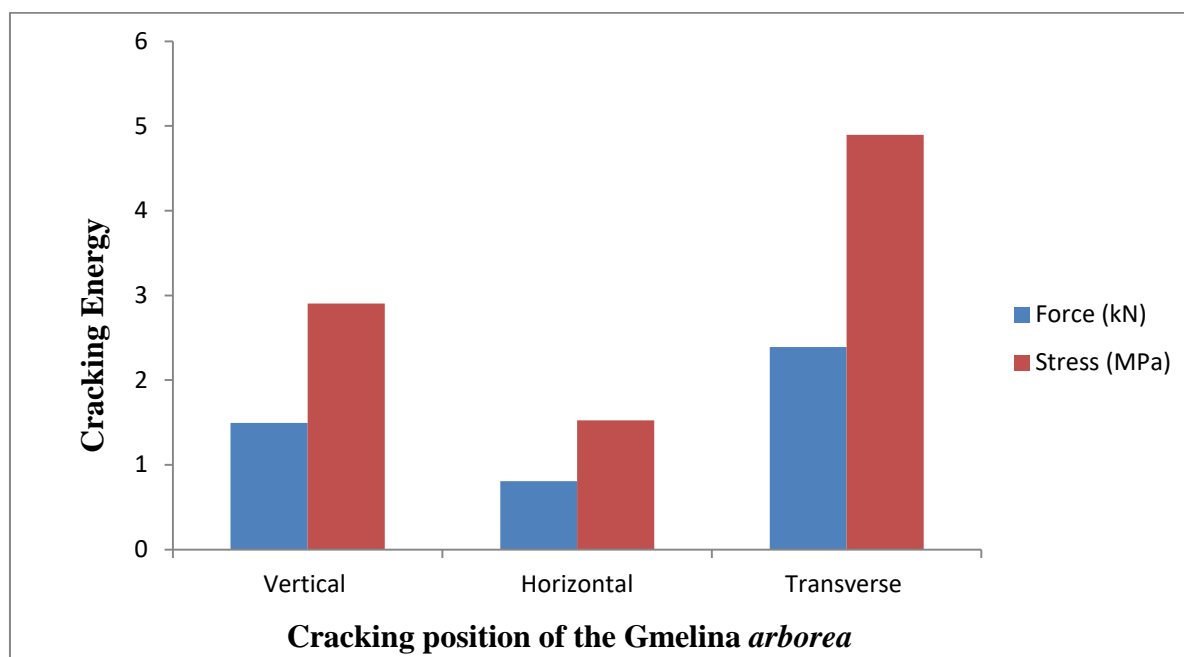 6
5
4
3
2
1
0
Cracking Energy
Vertical
Horizontal
Transverse
Cracking position of the Gmelina arborea
Force (kN)
Stress (MPa)